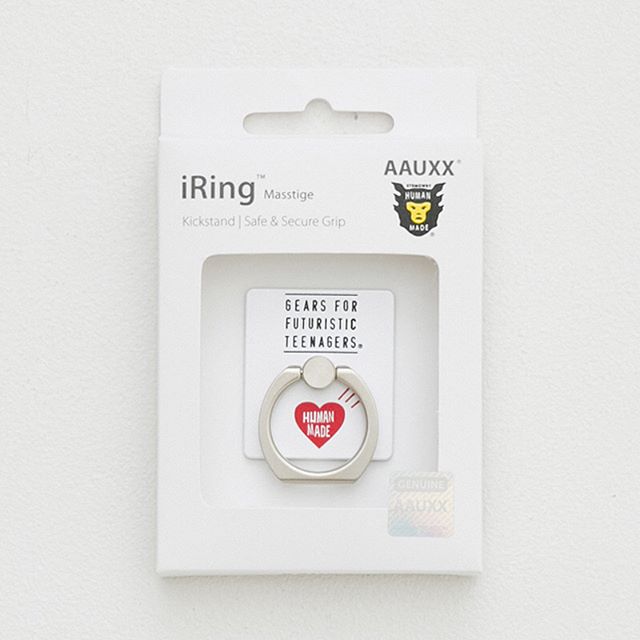 iRing™ Masstige
Kickstand | Safe & Secure Grip
AAUXX®
HUMAN
MADE
®
GEARS FOR
FUTURISTIC
TEENAGERS®
HUMAN
MADE
GENUINE
AAUXX